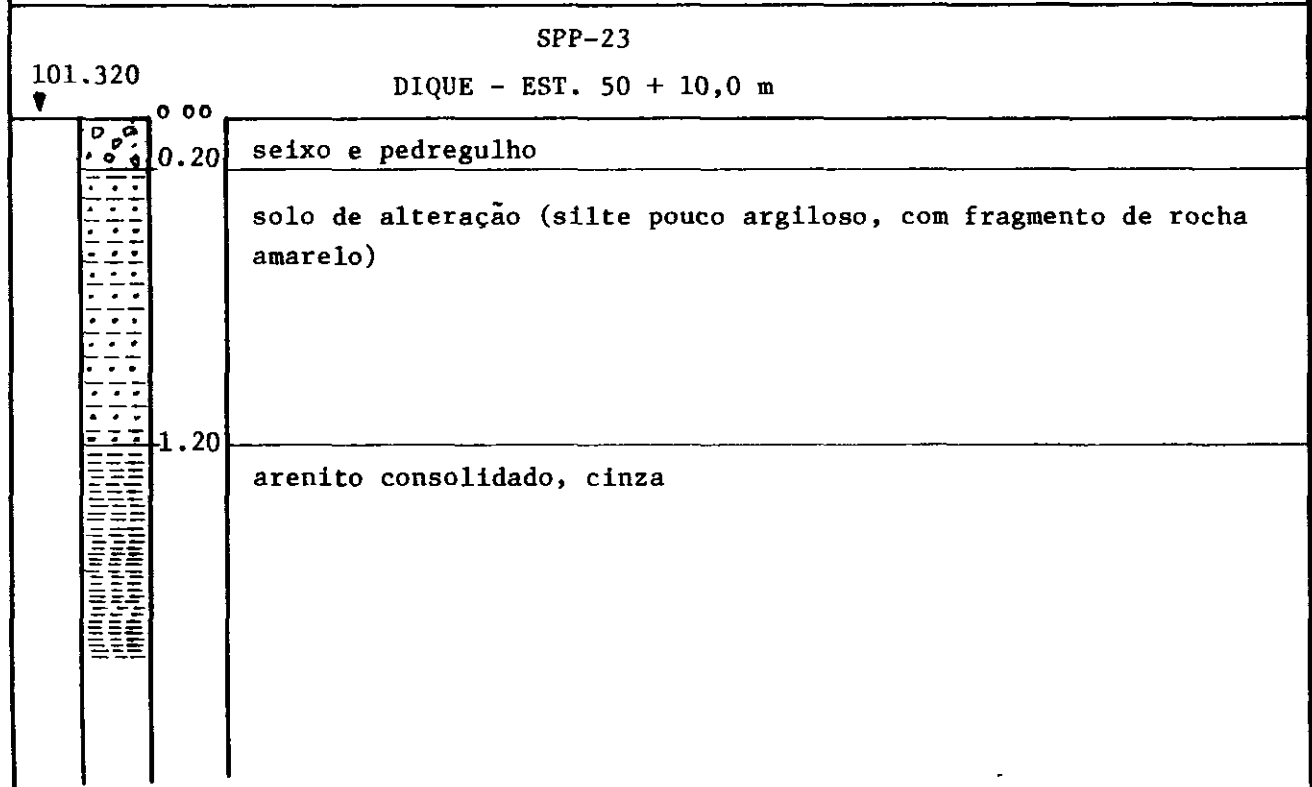 SPP-23
101.320
DIQUE - EST. 50 + 10,0 m
0 00
0.20 seixo e pedregulho
solo de alteração (silte pouco argiloso, com fragmento de rocha
amarelo)
1.20
arenito consolidado, cinza